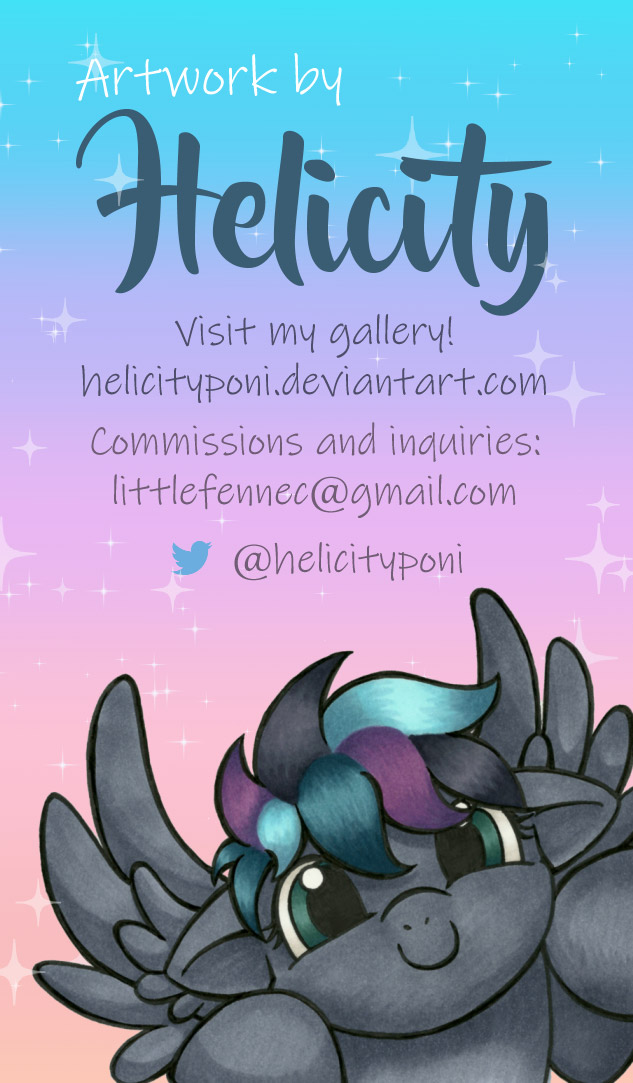 Artwork by
Helicity
Visit my gallery!
helicityponi.deviantart.com
Commissions and inquiries:
littlefennec@gmail.com
@helicityponi